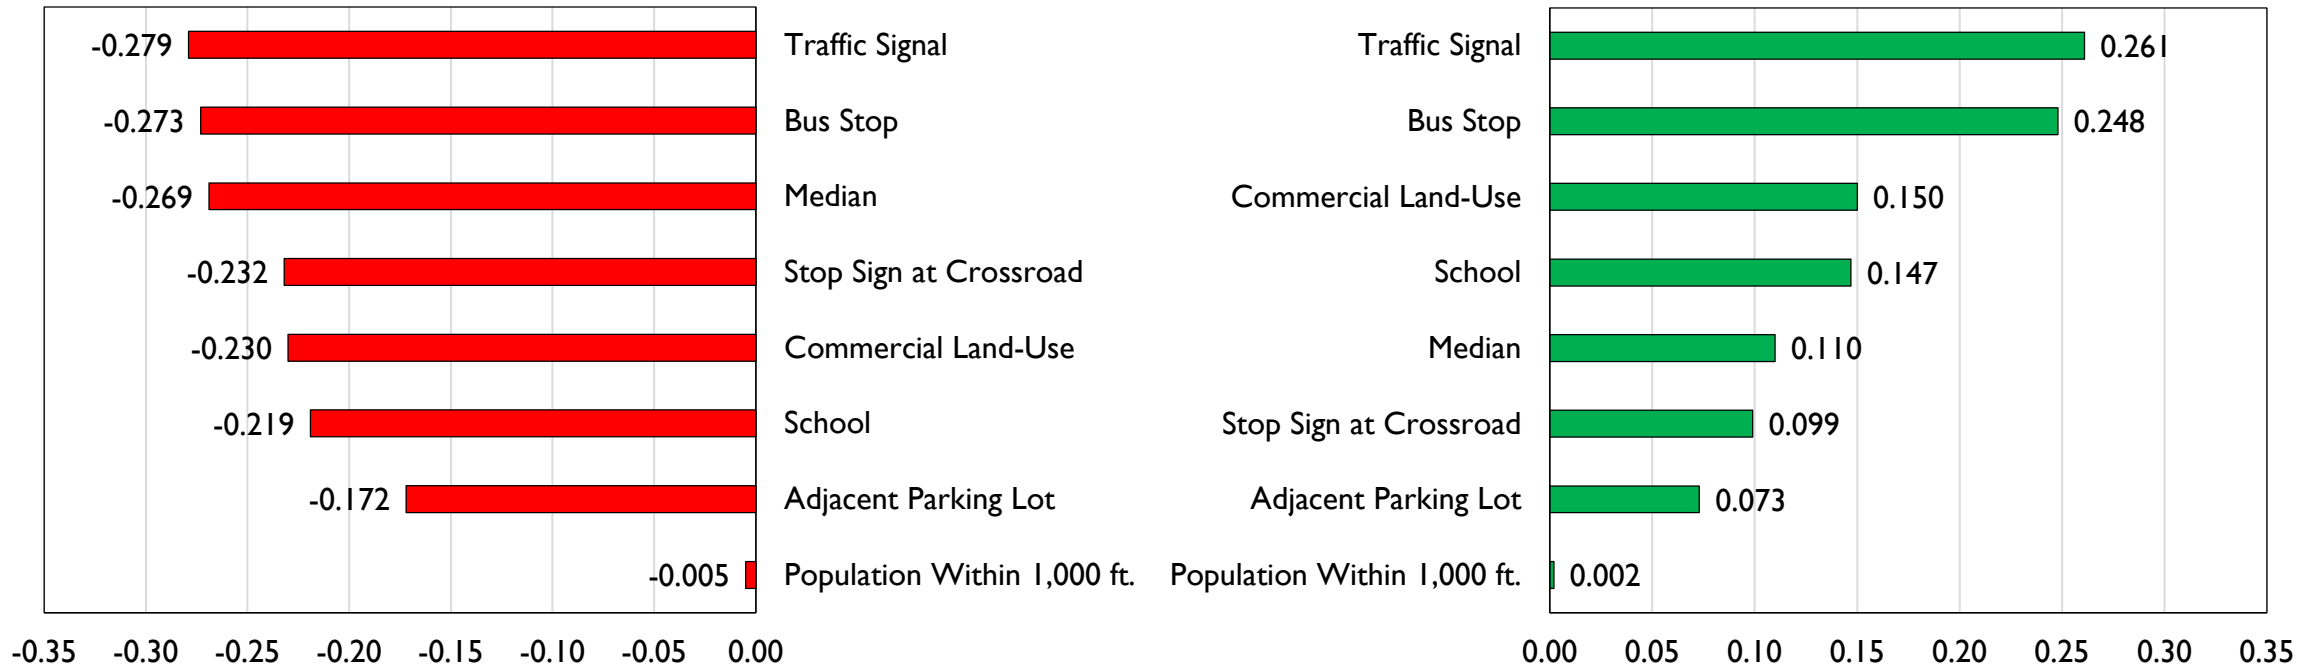 -0.279 Traffic Signal Traffic Signal 0.261
-0.273 Bus Stop Bus Stop 0.248
-0.269 Median Commercial Land-Use 0.150
-0.232 Stop Sign at Crossroad School 0.147
-0.230 Commercial Land-Use Median 0.110
-0.219 School Stop Sign at Crossroad 0.099
-0.172 Adjacent Parking Lot Adjacent Parking Lot 0.073
-0.005 Population Within 1,000 ft. Population Within 1,000 ft. 0.002
-0.35 -0.30 -0.25 -0.20 -0.15 -0.10 -0.05 0.00 0.00 0.05 0.10 0.15 0.20 0.25 0.30 0.35